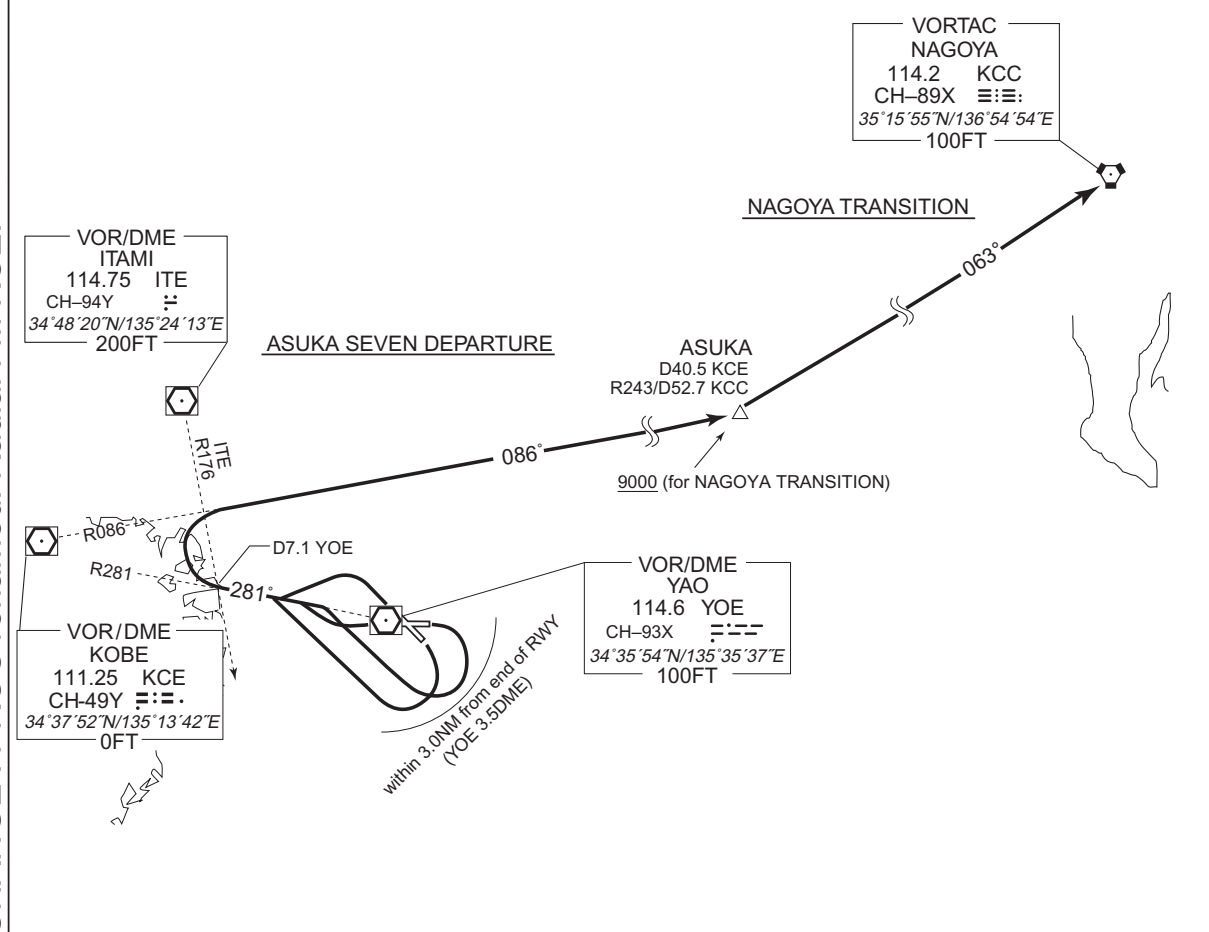 VORTAC
NAGOYA
114.2 KCC
CH–89X
35°15´55˝N/136°54´54˝E
100FT
NAGOYA TRANSITION
063°
VOR/DME
ITAMI
114.75 ITE
CH–94Y
34°48´20˝N/135°24´13˝E
200FT
ASUKA SEVEN DEPARTURE
ASUKA
D40.5 KCE
R243/D52.7 KCC
ITE
R176
086°
9000 (for NAGOYA TRANSITION)
R086
D7.1 YOE
R281
281°
VOR/DME
YAO
114.6 YOE
CH–93X
34°35´54˝N/135°35´37˝E
100FT
VOR/DME
KOBE
111.25 KCE
CH-49Y
34°37´52˝N/135°13´42˝E
0FT
within 3.0NM from end of RWY
(YOE 3.5DME)